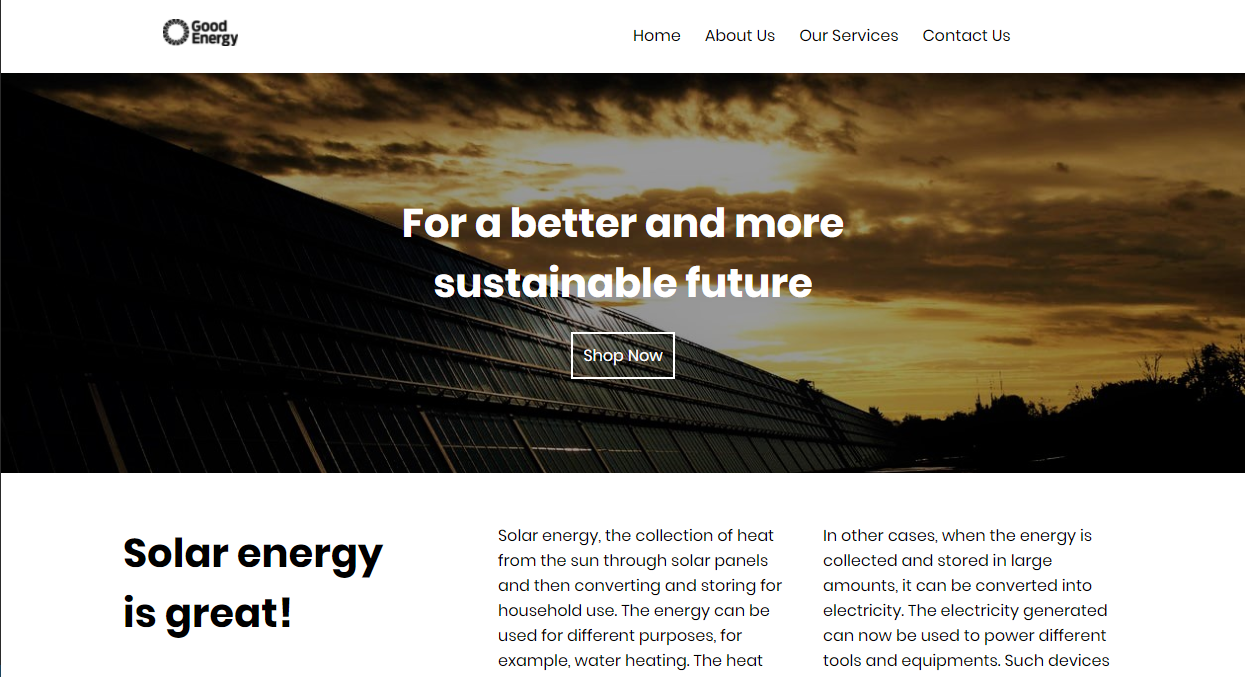 Good
Energy
Home About Us Our Services Contact Us
For a better and more
sustainable future
Shop Now
Solar energy
is great!
Solar energy, the collection of heat
from the sun through solar panels
and then converting and storing for
household use. The energy can be
used for different purposes, for
example, water heating. The heat
In other cases, when the energy is
collected and stored in large
amounts, it can be converted into
electricity. The electricity generated
can now be used to power different
tools and equipments. Such devices